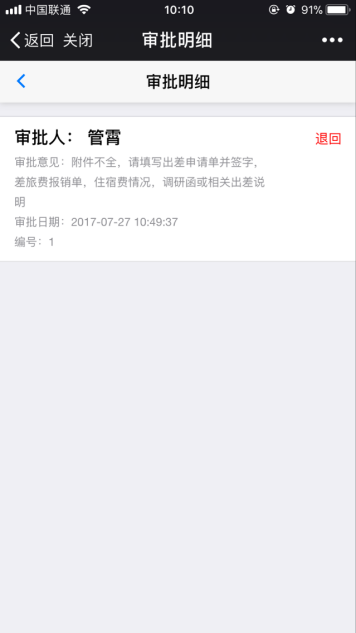 中国联通 10:10 91%
返回 关闭 审批明细
审批明细
审批人： 管霄 退回
审批意见：附件不全，请填写出差申请单并签字，
差旅费报销单，住宿费情况，调研函或相关出差说
明
审批日期：2017-07-27 10:49:37
编号：1